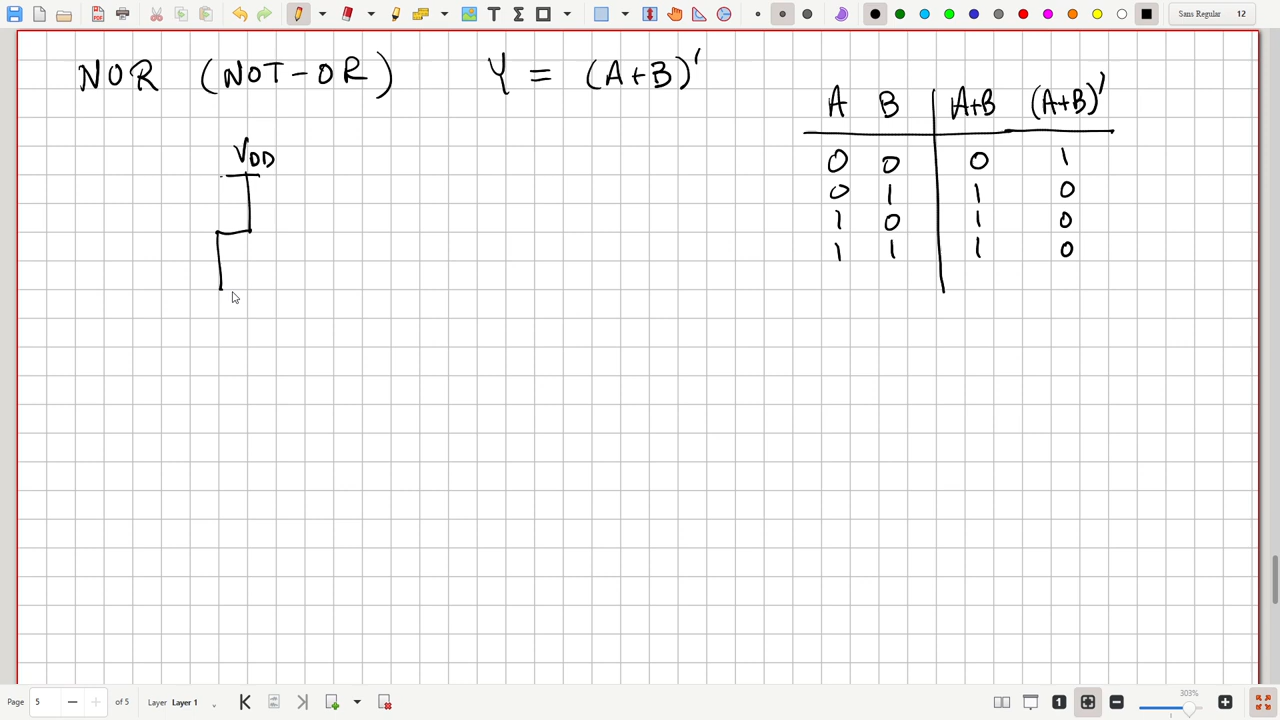 Sans Regular 12
NOR (NOT-OR) Y = (A+B)'
A B A+B (A+B)'
0 0 0 1
0 1 1 0
1 0 1 0
1 1 1 0
VDD
Page 5 of 5 Layer Layer 1 303%